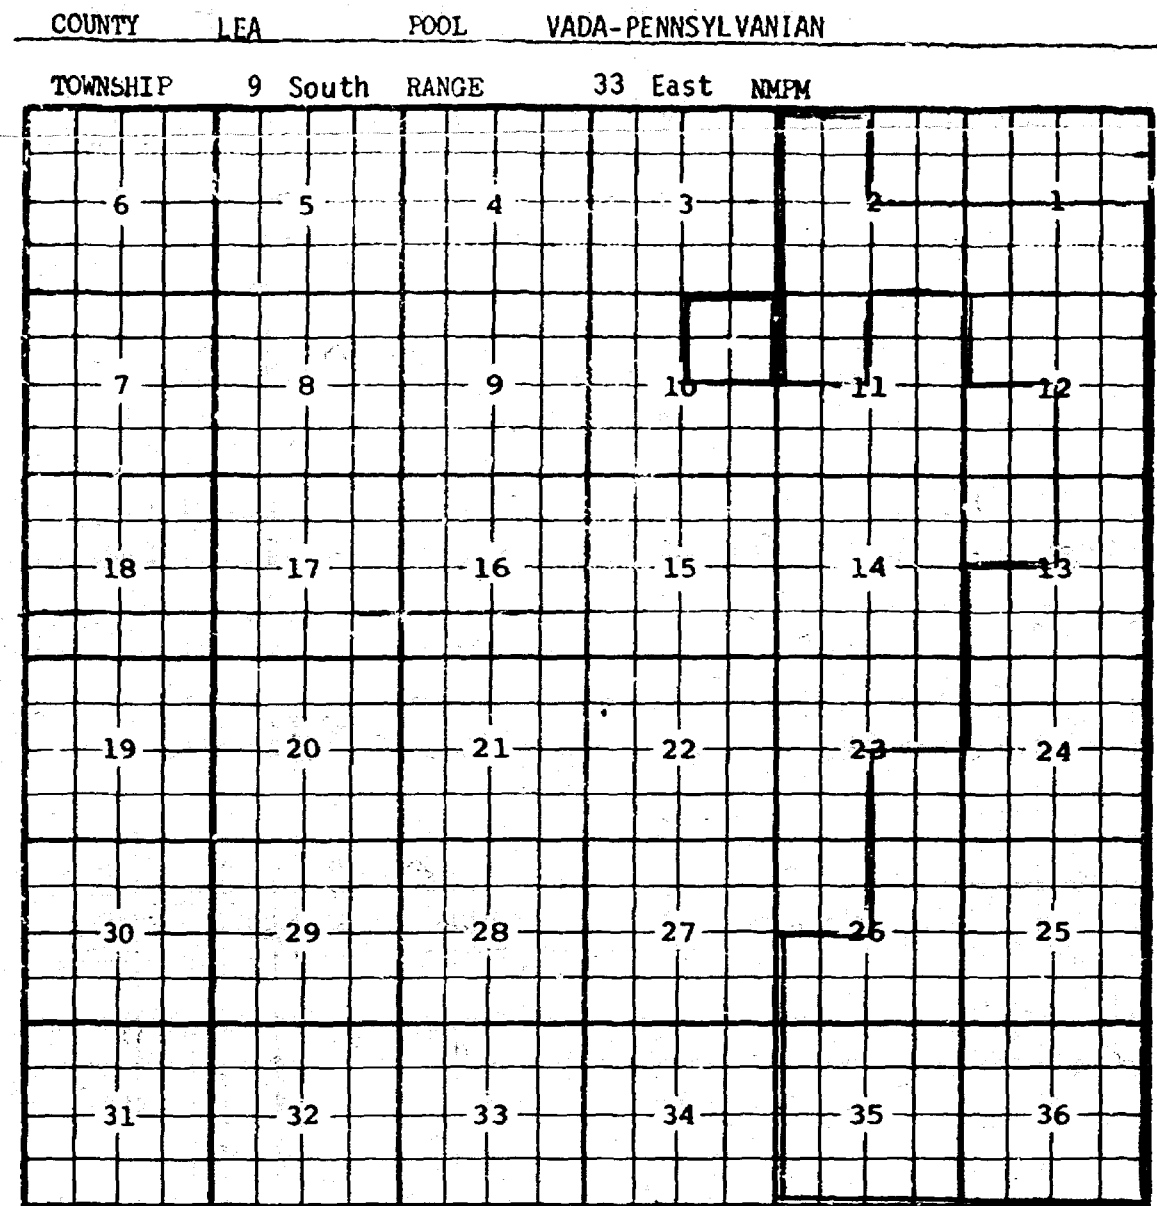 COUNTY LEA POOL VADA-PENNSYLVANIAN
TOWNSHIP 9 South RANGE 33 East NMPM
6 5 4 3 2 1
7 8 9 10 11 12
18 17 16 15 14 13
19 20 21 22 23 24
30 29 28 27 26 25
31 32 33 34 35 36